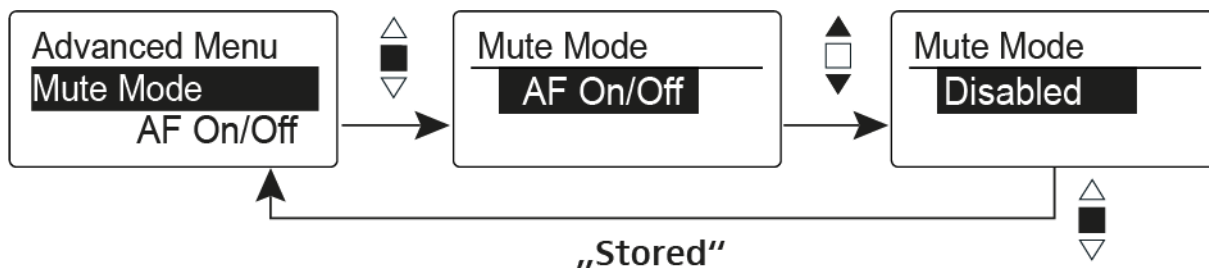 Advanced Menu
Mute Mode
AF On/Off
Mute Mode
AF On/Off
Mute Mode
Disabled
„Stored“